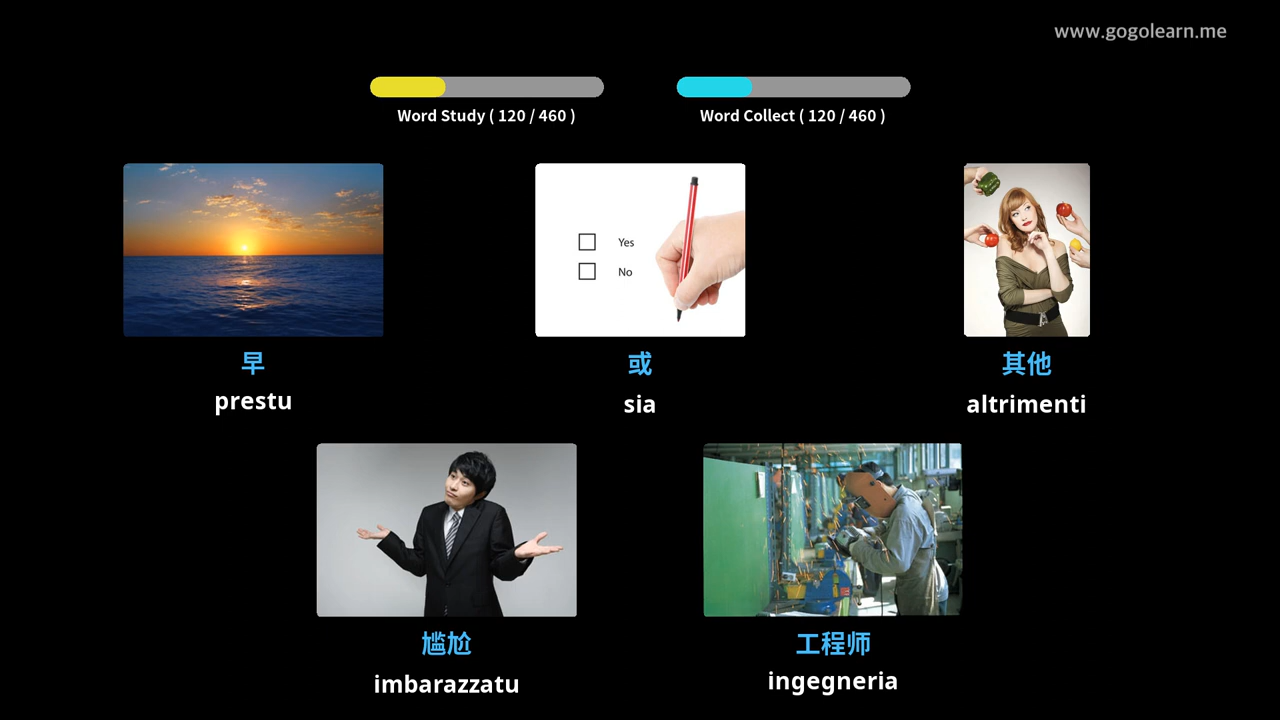 www.gogolearn.me
Word Study ( 120 / 460 )
Word Collect ( 120 / 460 )
Yes
No
早
prestu
或
sia
其他
altrimenti
尴尬
imbarazzatu
工程师
ingegneria